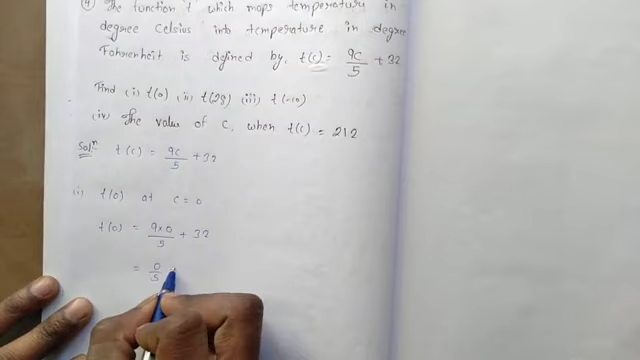 ④ The function t which maps temperature in
degree Celsius into temperature in degree
Fahrenheit is defined by t(c) = 9c/5 + 32
Find (i) t(0) (ii) t(28) (iii) t(-10)
(iv) The value of C, when t(c) = 212
Soln: t(c) = 9c/5 + 32
(i) t(0) at c = 0
t(0) = 9×0/5 + 32
= 0/5